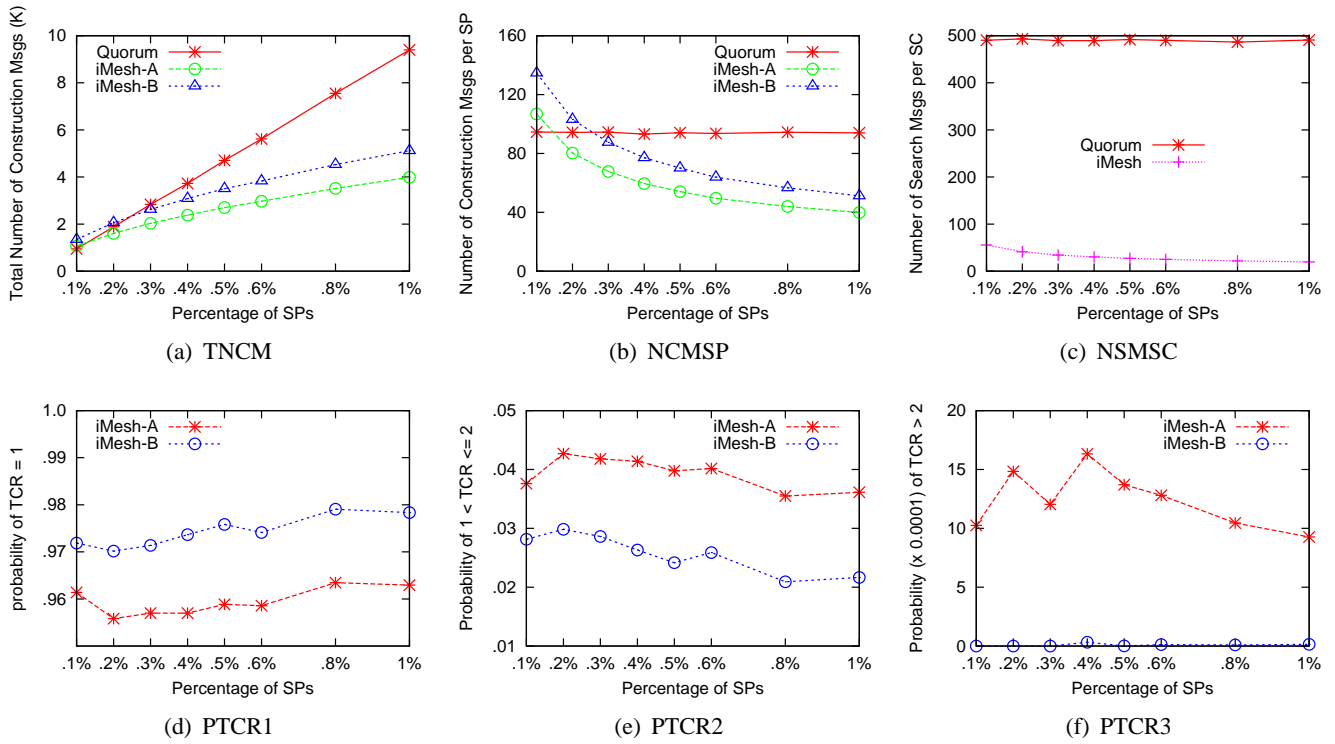 Total Number of Construction Msgs (K)
10
8
6
4
2
0
Quorum
iMesh-A
iMesh-B
.1% .2% .3% .4% .5% .6% .8% 1%
Percentage of SPs
(a) TNCM
Number of Construction Msgs per SP
160
120
80
40
0
Quorum
iMesh-A
iMesh-B
.1% .2% .3% .4% .5% .6% .8% 1%
Percentage of SPs
(b) NCMSP
Number of Search Msgs per SC
500
400
300
200
100
0
Quorum
iMesh
.1% .2% .3% .4% .5% .6% .8% 1%
Percentage of SPs
(c) NSMSC
probability of TCR = 1
1.0
.99
.98
.97
.96
iMesh-A
iMesh-B
.1% .2% .3% .4% .5% .6% .8% 1%
Percentage of SPs
(d) PTCR1
Probability of 1 < TCR <= 2
.05
.04
.03
.02
.01
iMesh-A
iMesh-B
.1% .2% .3% .4% .5% .6% .8% 1%
Percentage of SPs
(e) PTCR2
Probability (x 0.0001) of TCR > 2
20
15
10
5
0
iMesh-A
iMesh-B
.1% .2% .3% .4% .5% .6% .8% 1%
Percentage of SPs
(f) PTCR3